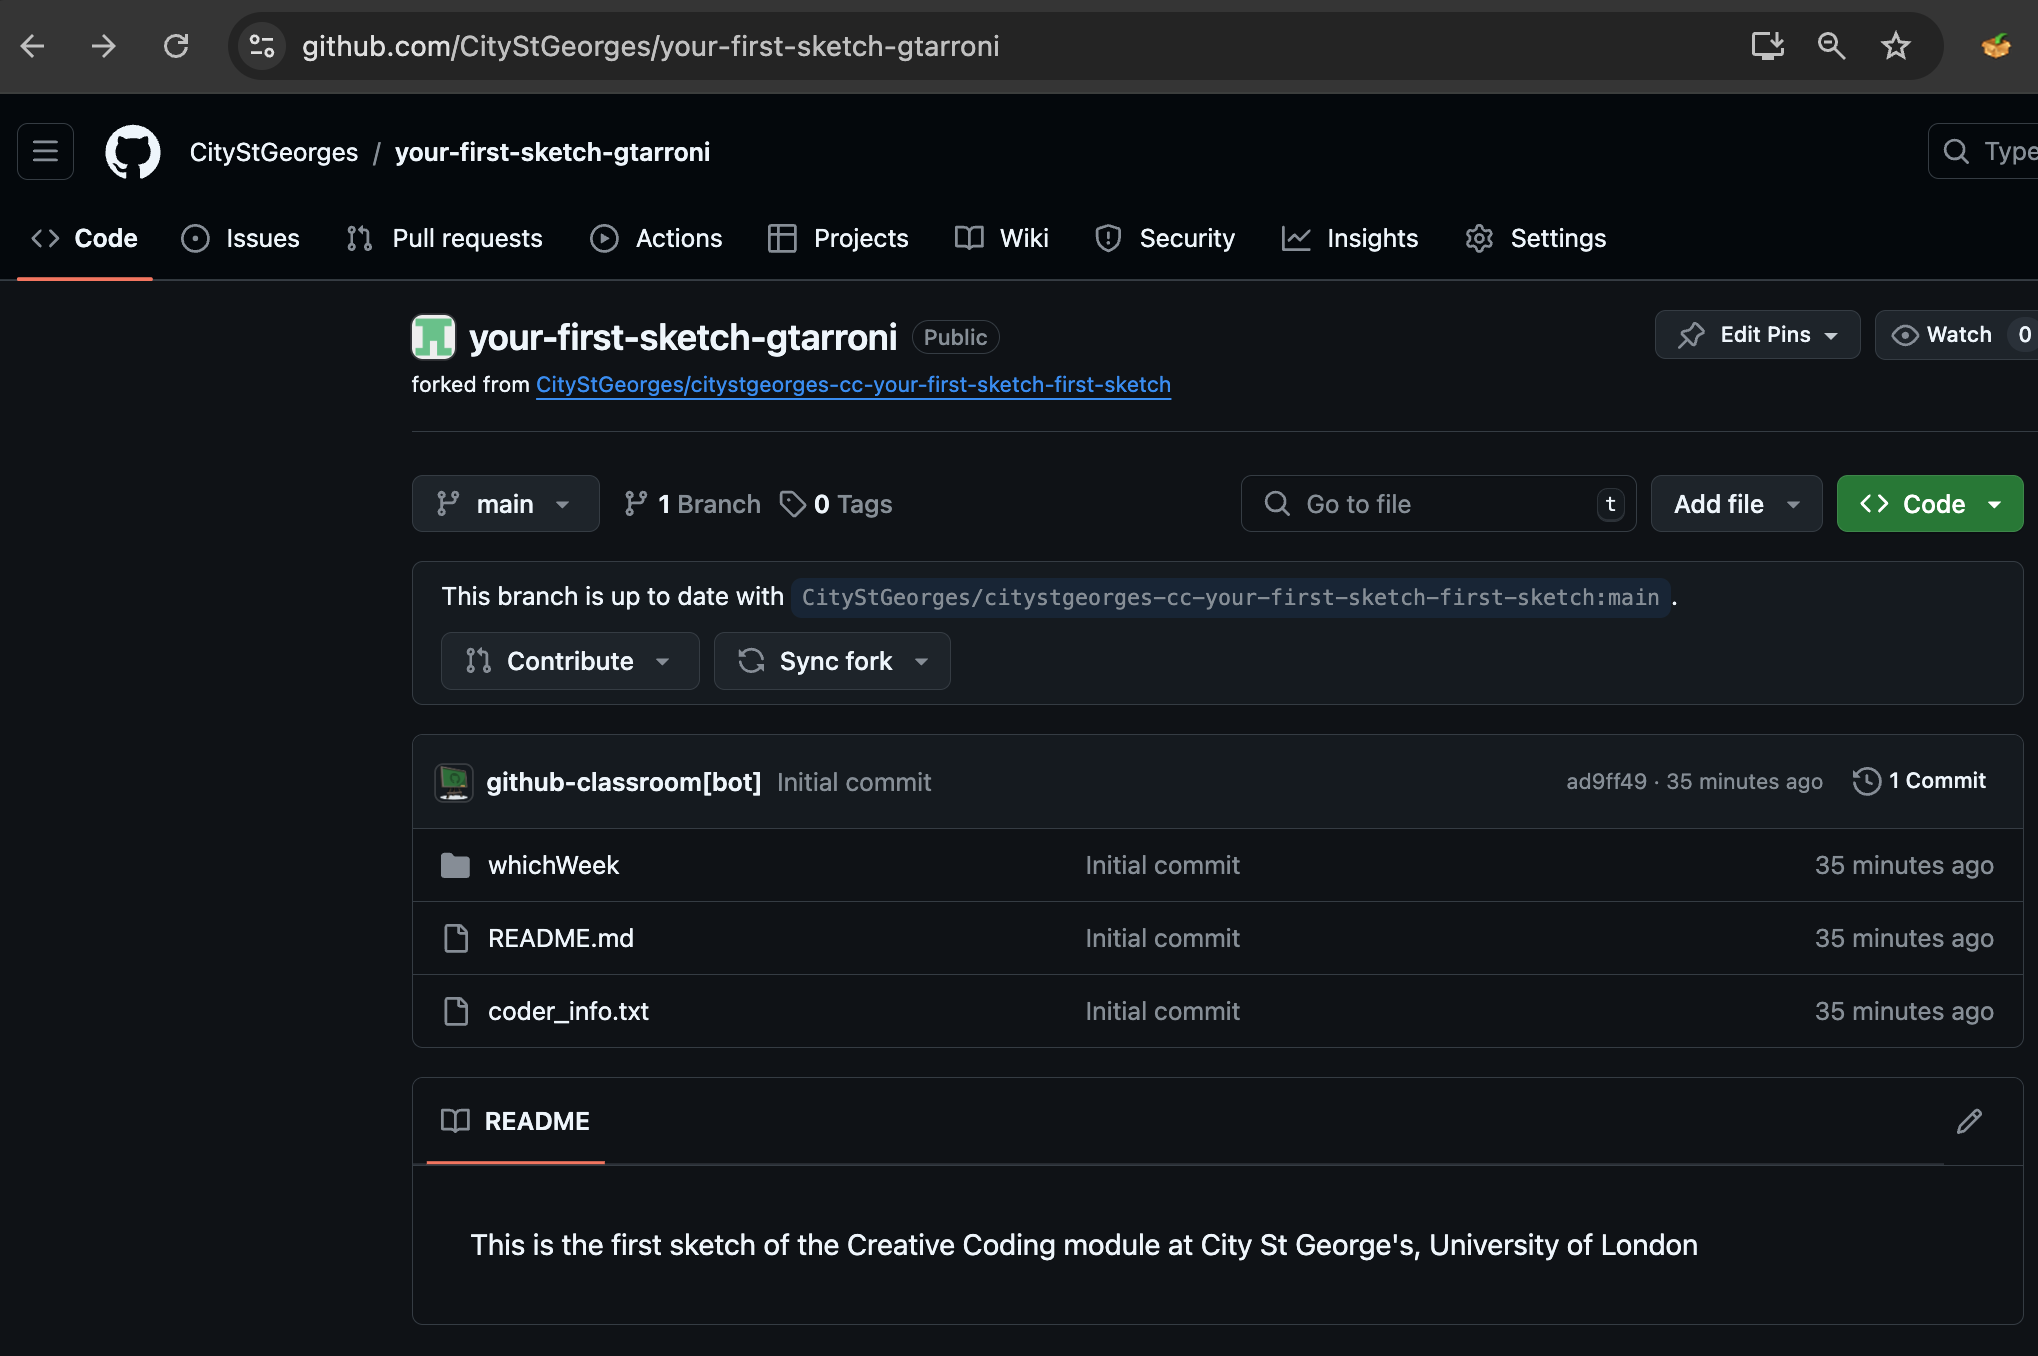 github.com/CityStGeorges/your-first-sketch-gtarroni
CityStGeorges / your-first-sketch-gtarroni
Type
Code Issues Pull requests Actions Projects Wiki Security Insights Settings
your-first-sketch-gtarroni Public
Edit Pins Watch 0
forked from CityStGeorges/citystgeorges-cc-your-first-sketch-first-sketch
main 1 Branch 0 Tags Go to file t Add file Code
This branch is up to date with CityStGeorges/citystgeorges-cc-your-first-sketch-first-sketch:main .
Contribute Sync fork
github-classroom[bot] Initial commit ad9ff49 · 35 minutes ago 1 Commit
whichWeek Initial commit 35 minutes ago
README.md Initial commit 35 minutes ago
coder_info.txt Initial commit 35 minutes ago
README
This is the first sketch of the Creative Coding module at City St George's, University of London